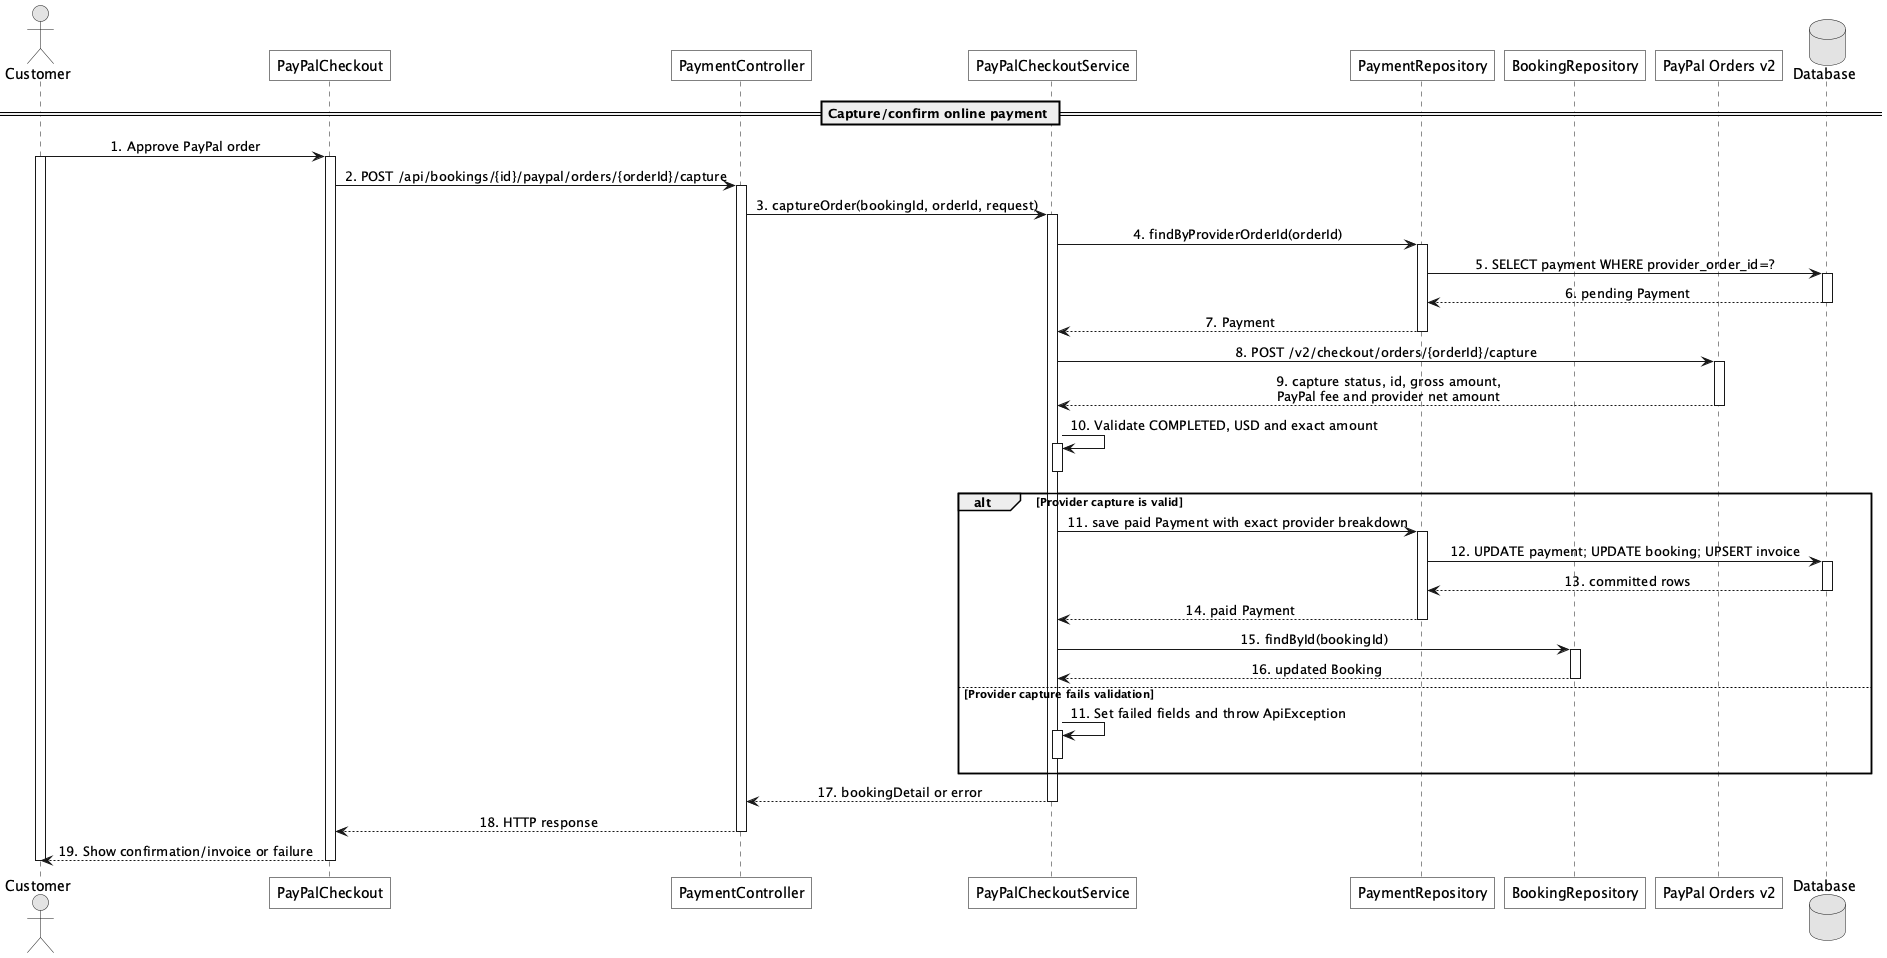 Customer
PayPalCheckout
PaymentController
PayPalCheckoutService
PaymentRepository
BookingRepository
PayPal Orders v2
Database
Capture/confirm online payment
1. Approve PayPal order
2. POST /api/bookings/{id}/paypal/orders/{orderId}/capture
3. captureOrder(bookingId, orderId, request)
4. findByProviderOrderId(orderId)
5. SELECT payment WHERE provider_order_id=?
6. pending Payment
7. Payment
8. POST /v2/checkout/orders/{orderId}/capture
9. capture status, id, gross amount,
PayPal fee and provider net amount
10. Validate COMPLETED, USD and exact amount
alt
[Provider capture is valid]
11. save paid Payment with exact provider breakdown
12. UPDATE payment; UPDATE booking; UPSERT invoice
13. committed rows
14. paid Payment
15. findById(bookingId)
16. updated Booking
[Provider capture fails validation]
11. Set failed fields and throw ApiException
17. bookingDetail or error
18. HTTP response
19. Show confirmation/invoice or failure
Customer
PayPalCheckout
PaymentController
PayPalCheckoutService
PaymentRepository
BookingRepository
PayPal Orders v2
Database